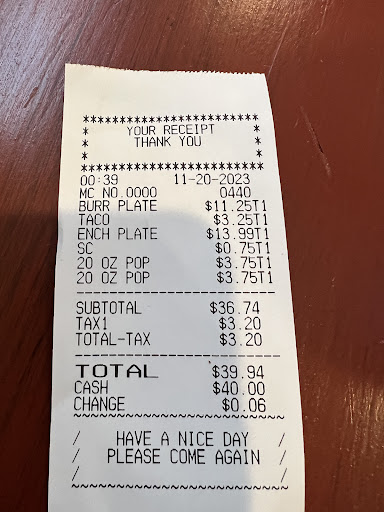 ***************************
* YOUR RECEIPT *
* THANK YOU *
* *
***************************
00:39 11-20-2023
MC NO.0000 0440
BURR PLATE $11.25T1
TACO $3.25T1
ENCH PLATE $13.99T1
SC $0.75T1
20 OZ POP $3.75T1
20 OZ POP $3.75T1
---------------------------
SUBTOTAL $36.74
TAX1 $3.20
TOTAL-TAX $3.20
---------------------------
TOTAL $39.94
CASH $40.00
CHANGE $0.06
~~~~~~~~~~~~~~~~~~~~~~~~~~~
/ HAVE A NICE DAY /
/ PLEASE COME AGAIN /
/ /
~~~~~~~~~~~~~~~~~~~~~~~~~~~